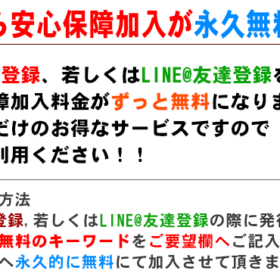 ら安心保障加入が永久無料
登録、若しくはLINE@友達登録を
障加入料金がずっと無料になりま
だけのお得なサービスですので
利用ください！！
方法
登録,若しくはLINE@友達登録の際に発行
無料のキーワードをご要望欄へご記入
へ永久的に無料にて加入させて頂きま